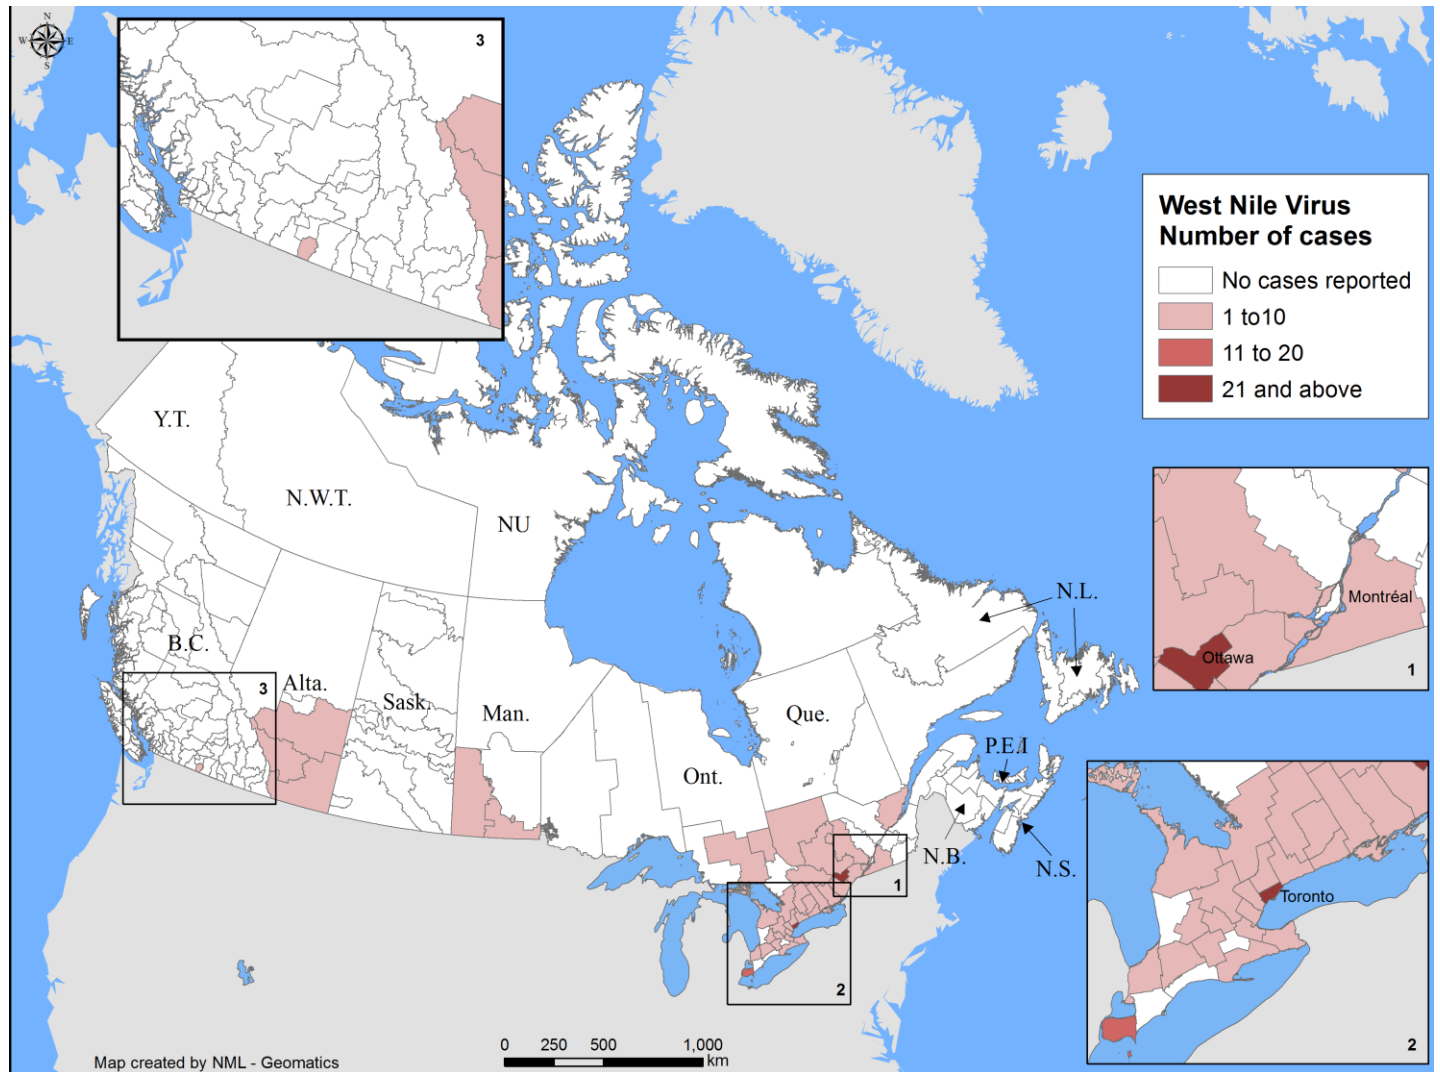 N
W E
S
3
West Nile Virus
Number of cases
No cases reported
1 to10
11 to 20
21 and above
Y.T.
N.W.T.
NU
B.C.
3
Alta.
Sask.
Man.
Ont.
Que.
N.L.
P.E.I
N.B.
N.S.
1
2
Montréal
Ottawa
1
Toronto
2
0 250 500 1,000
km
Map created by NML - Geomatics